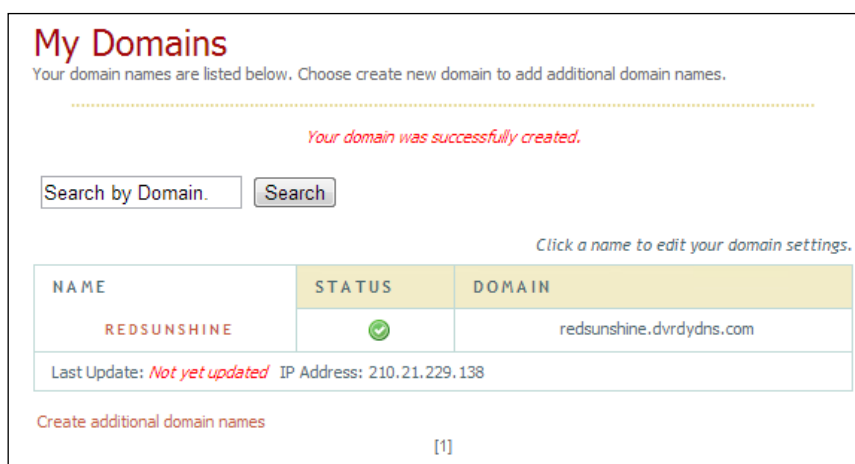 My Domains
Your domain names are listed below. Choose create new domain to add additional domain names.
Your domain was successfully created.
Search by Domain. Search
Click a name to edit your domain settings.
NAME STATUS DOMAIN
REDSUNSHINE redsunshine.dvrdydns.com
Last Update: Not yet updated IP Address: 210.21.229.138
Create additional domain names
[1]